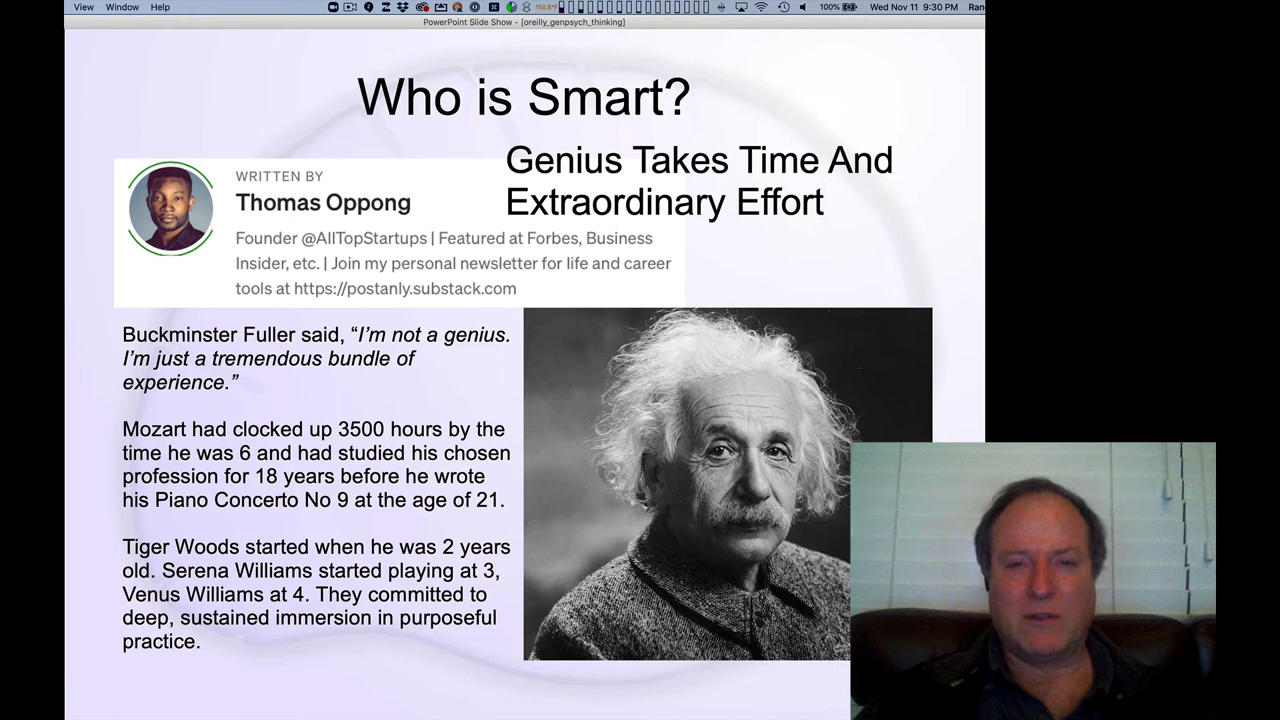 View Window Help 150.8°F 100% Wed Nov 11 9:30 PM Ran
PowerPoint Slide Show - [oreilly_genpsych_thinking]
Who is Smart?
Genius Takes Time And
Extraordinary Effort
WRITTEN BY
Thomas Oppong
Founder @AllTopStartups | Featured at Forbes, Business
Insider, etc. | Join my personal newsletter for life and career
tools at https://postanly.substack.com
Buckminster Fuller said, “I’m not a genius.
I’m just a tremendous bundle of
experience.”
Mozart had clocked up 3500 hours by the
time he was 6 and had studied his chosen
profession for 18 years before he wrote
his Piano Concerto No 9 at the age of 21.
Tiger Woods started when he was 2 years
old. Serena Williams started playing at 3,
Venus Williams at 4. They committed to
deep, sustained immersion in purposeful
practice.